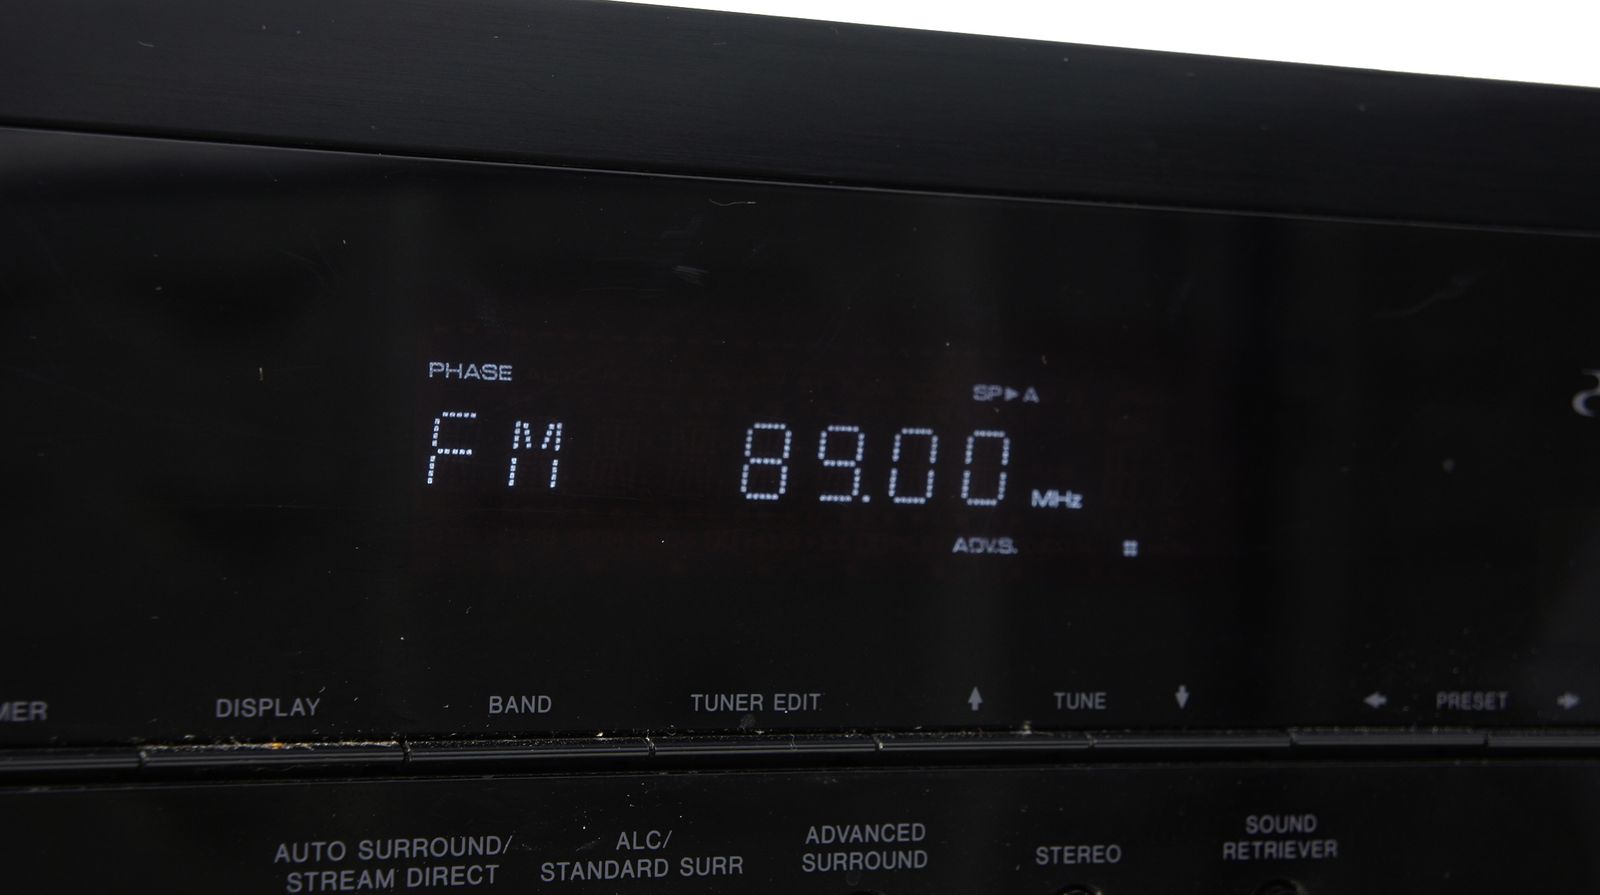 PHASE
SP►A
FM 89.00 MHz
ADV.S.
DISPLAY BAND TUNER EDIT TUNE PRESET
AUTO SURROUND/
STREAM DIRECT
ALC/
STANDARD SURR
ADVANCED
SURROUND
STEREO
SOUND
RETRIEVER